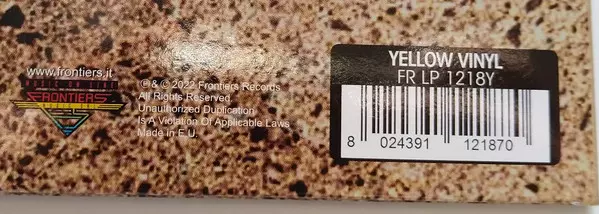 www.frontiers.it
FRONTIERS
℗ & © 2022 Frontiers Records
All Rights Reserved.
Unauthorized Duplication
Is A Violation Of Applicable Laws
Made in E.U.
YELLOW VINYL
FR LP 1218Y
8 024391 121870